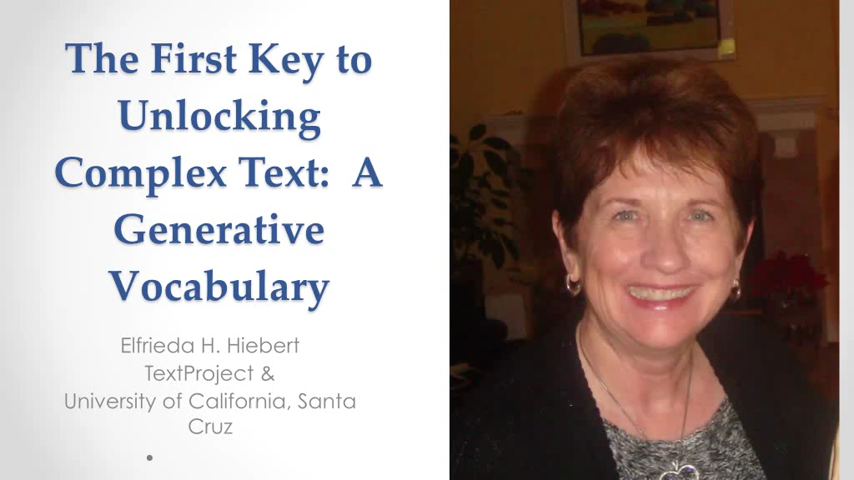 The First Key to
Unlocking
Complex Text: A
Generative
Vocabulary
Elfrieda H. Hiebert
TextProject &
University of California, Santa
Cruz